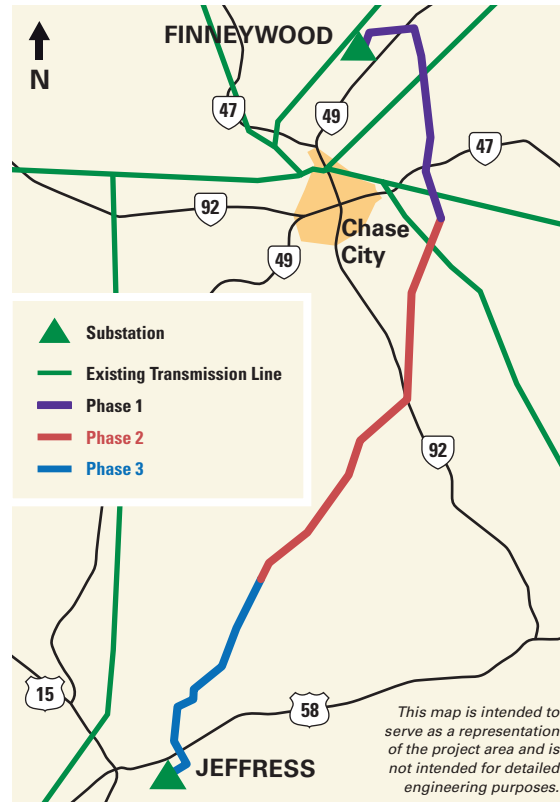 FINNEYWOOD
N
47
49
47
92
Chase
City
49
Substation
Existing Transmission Line
Phase 1
Phase 2
Phase 3
92
15
58
JEFFRESS
This map is intended to
serve as a representation
of the project area and is
not intended for detailed
engineering purposes.